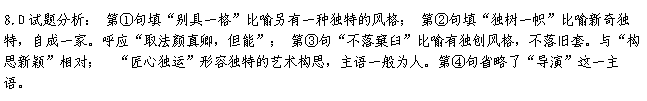 8.D 试题分析： 第①句填“别具一格”比喻另有一种独特的风格； 第②句填“独树一帜”比喻新奇独
特，自成一家。呼应“取法颜真卿，但能”； 第③句“不落窠臼”比喻有独创风格，不落旧套。与“构
思新颖”相对； “匠心独运”形容独特的艺术构思，主语一般为人。第④句省略了“导演”这一主
语。